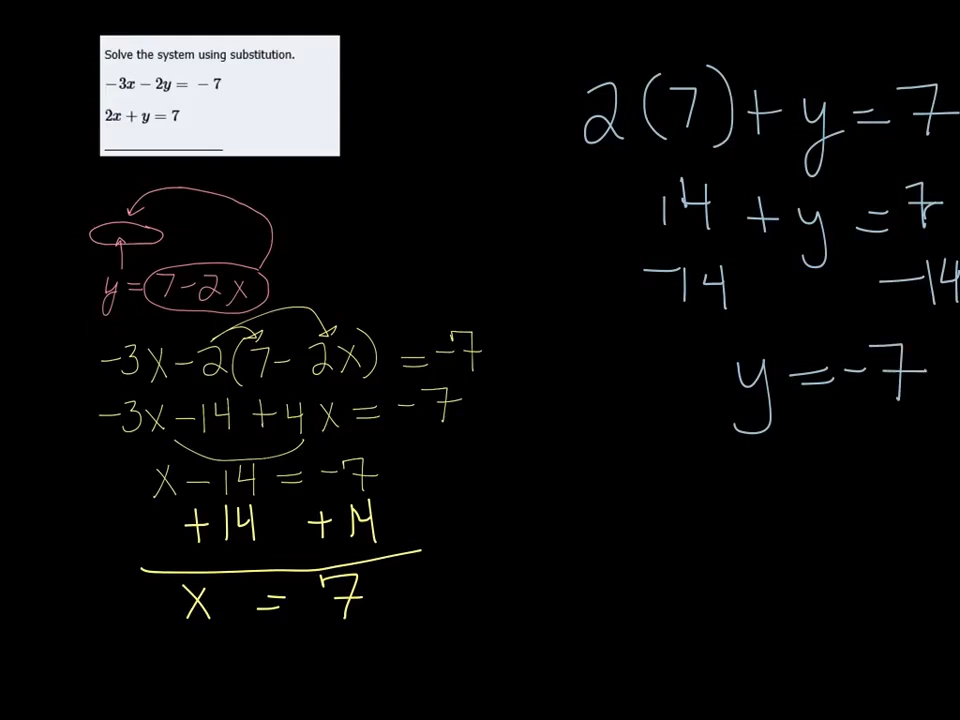 Solve the system using substitution.
−3x − 2y = −7
2x + y = 7
y = 7−2x
−3x−2(7−2x) = −7
−3x−14+4x = −7
x−14 = −7
+14 +14
x = 7
2(7)+y=7
14+y=7
−14 −14
y=−7